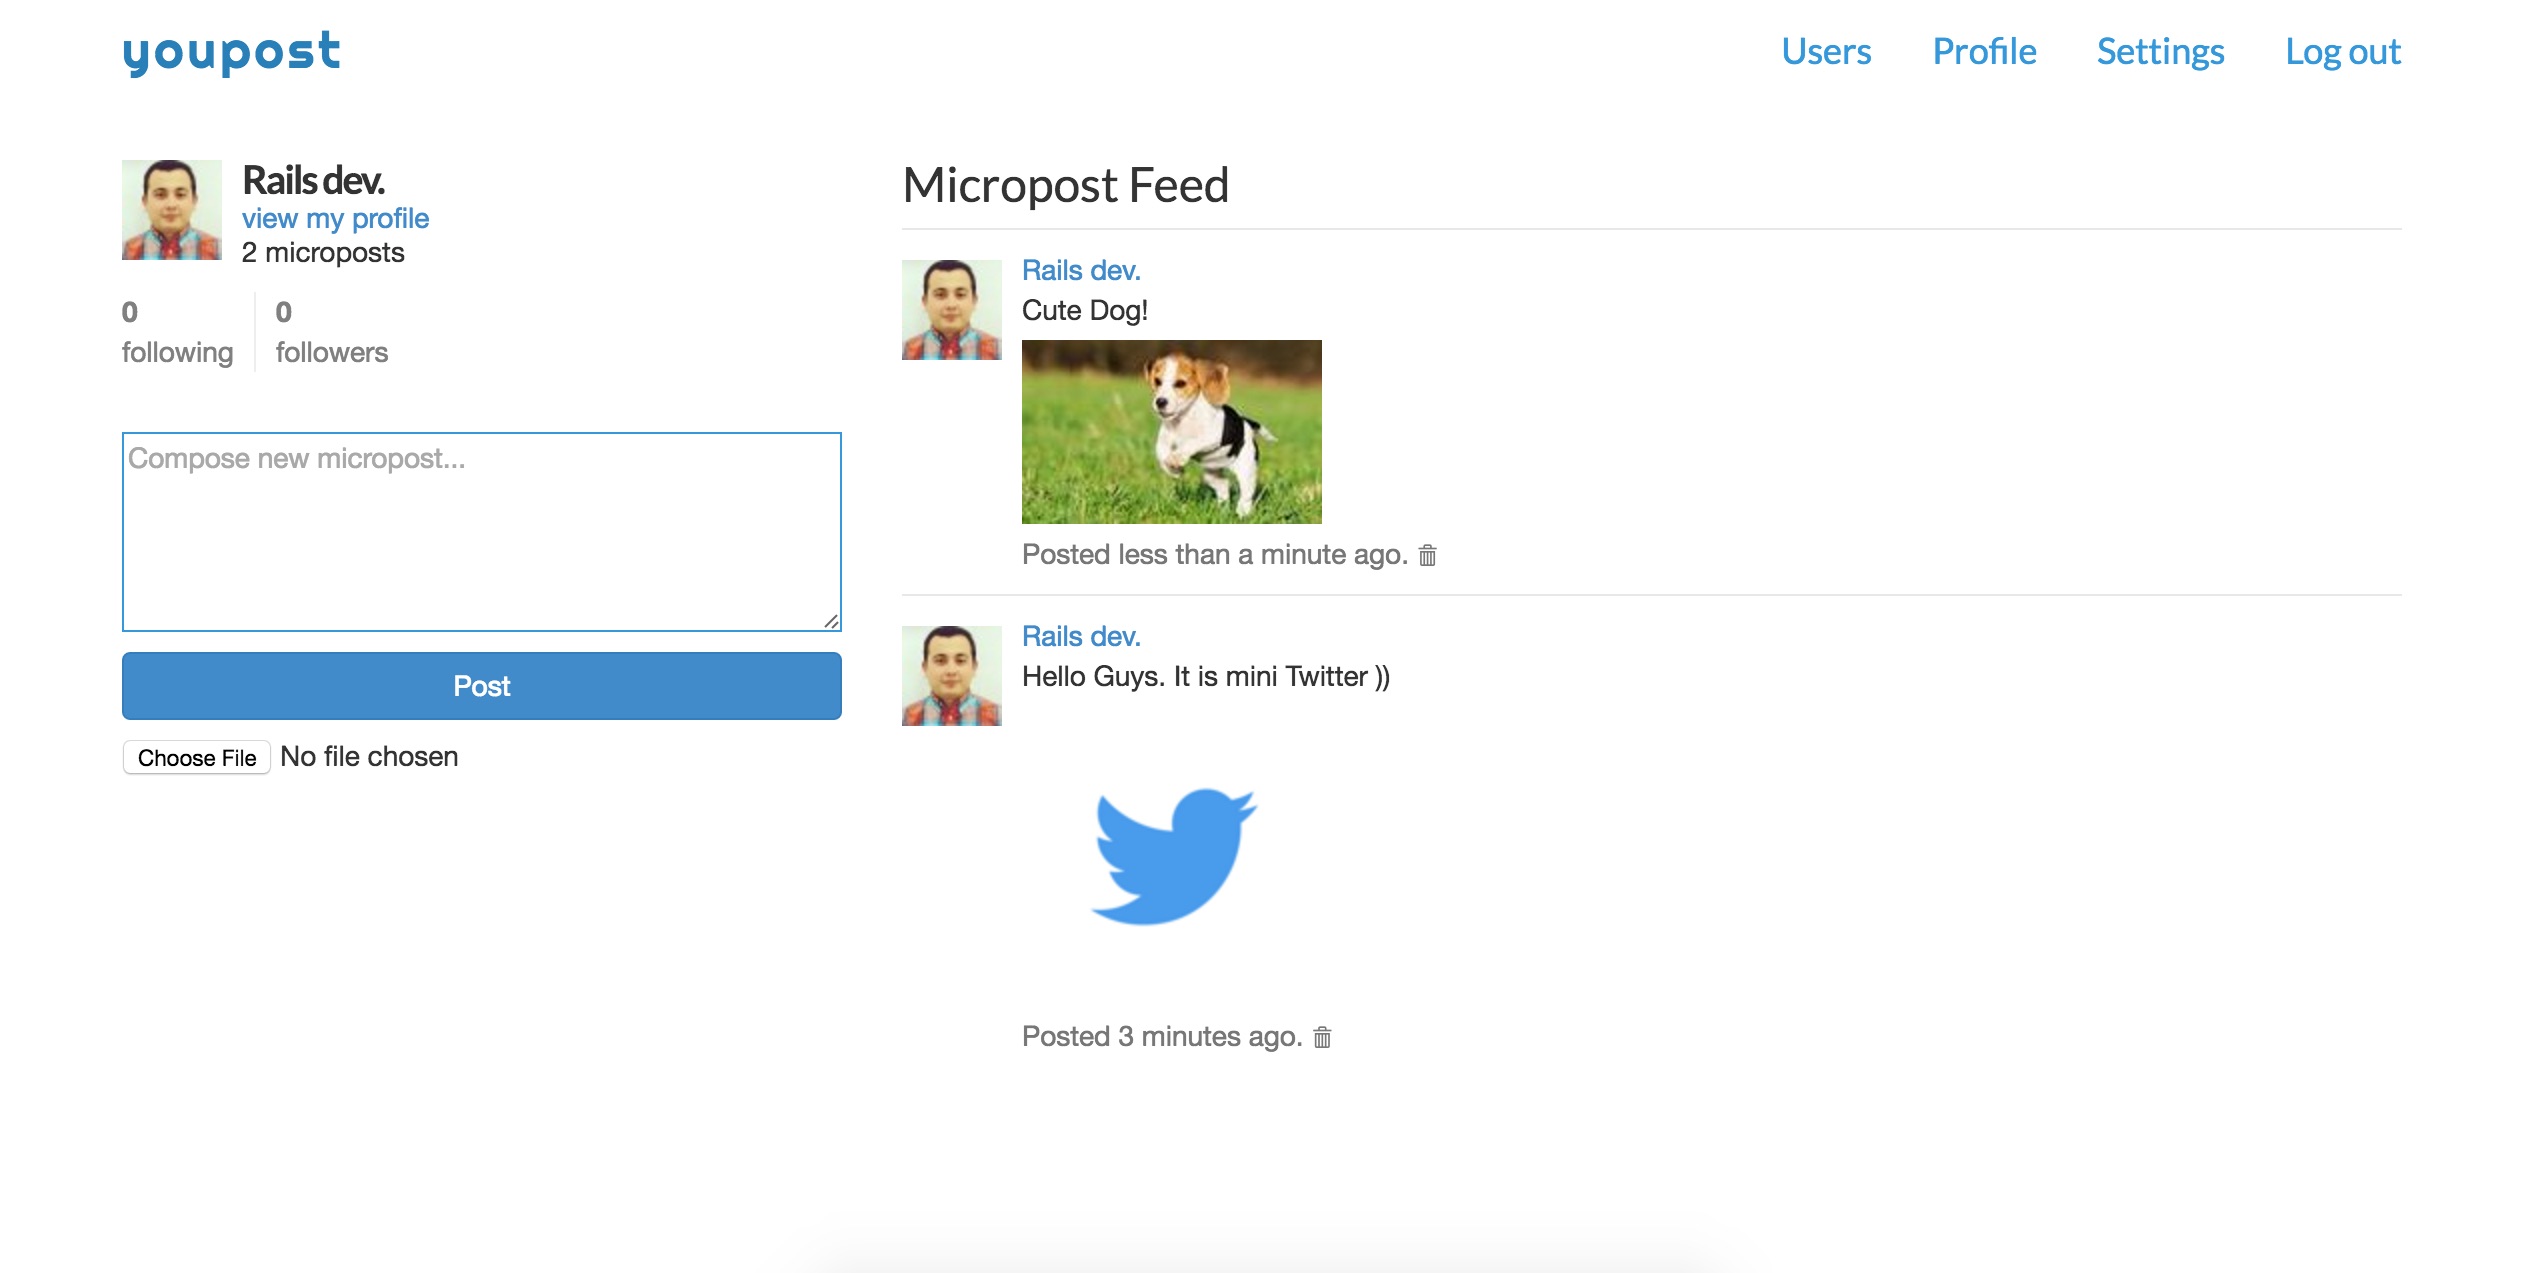 youpost
Users Profile Settings Log out
Rails dev.
view my profile
2 microposts
0 0
following followers
Compose new micropost...
Post
Choose File No file chosen
Micropost Feed
Rails dev.
Cute Dog!
Posted less than a minute ago.
Rails dev.
Hello Guys. It is mini Twitter ))
Posted 3 minutes ago.